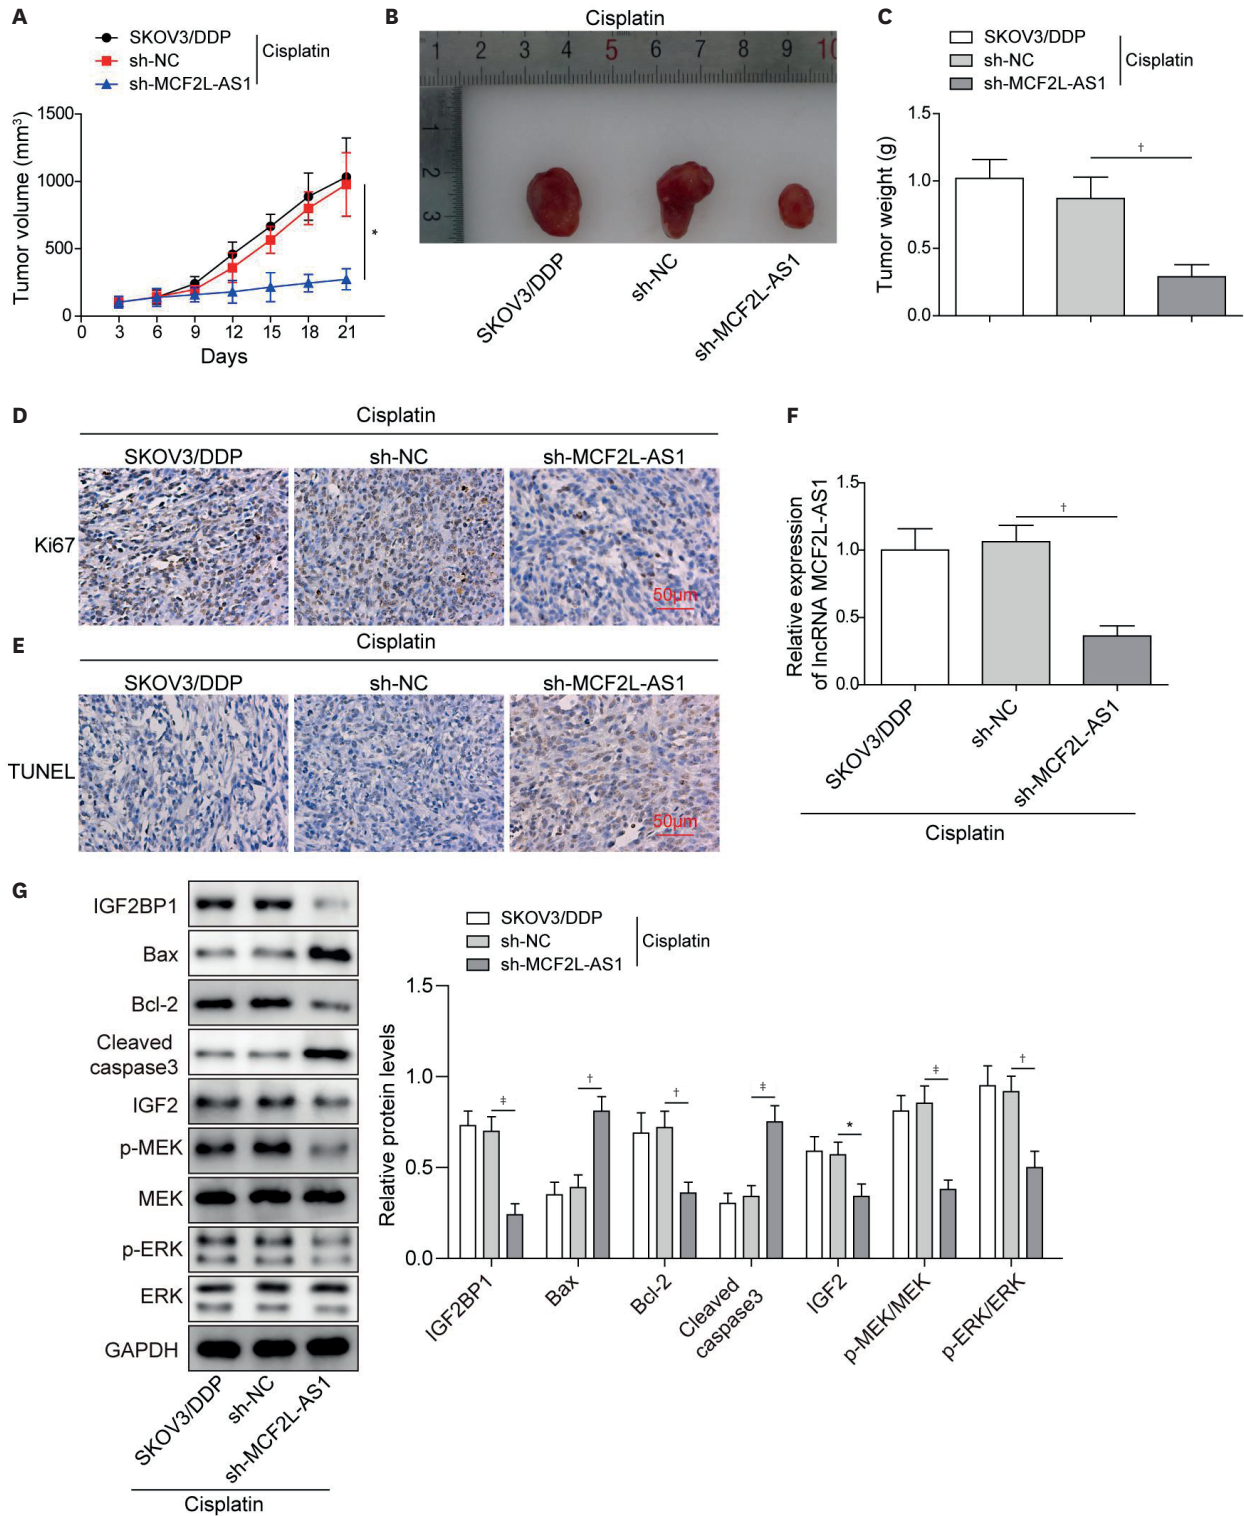 A
SKOV3/DDP
sh-NC
sh-MCF2L-AS1
Cisplatin
Tumor volume (mm³)
1500
1000
500
0
0 3 6 9 12 15 18 21
Days
*
B
Cisplatin
1 2 3 4 5 6 7 8 9 10
1
2
3
SKOV3/DDP
sh-NC
sh-MCF2L-AS1
C
SKOV3/DDP
sh-NC
sh-MCF2L-AS1
Cisplatin
Tumor weight (g)
1.5
1.0
0.5
0.0
†
D
Cisplatin
SKOV3/DDP sh-NC sh-MCF2L-AS1
Ki67
50μm
E
Cisplatin
SKOV3/DDP sh-NC sh-MCF2L-AS1
TUNEL
50μm
F
Relative expression
of lncRNA MCF2L-AS1
1.5
1.0
0.5
0.0
†
SKOV3/DDP
sh-NC
sh-MCF2L-AS1
Cisplatin
G
IGF2BP1
Bax
Bcl-2
Cleaved
caspase3
IGF2
p-MEK
MEK
p-ERK
ERK
GAPDH
SKOV3/DDP
sh-NC
sh-MCF2L-AS1
Cisplatin
SKOV3/DDP
sh-NC
sh-MCF2L-AS1
Cisplatin
Relative protein levels
1.5
1.0
0.5
0.0
‡ † † ‡ * ‡ †
IGF2BP1
Bax
Bcl-2
Cleaved
caspase3
IGF2
p-MEK/MEK
p-ERK/ERK